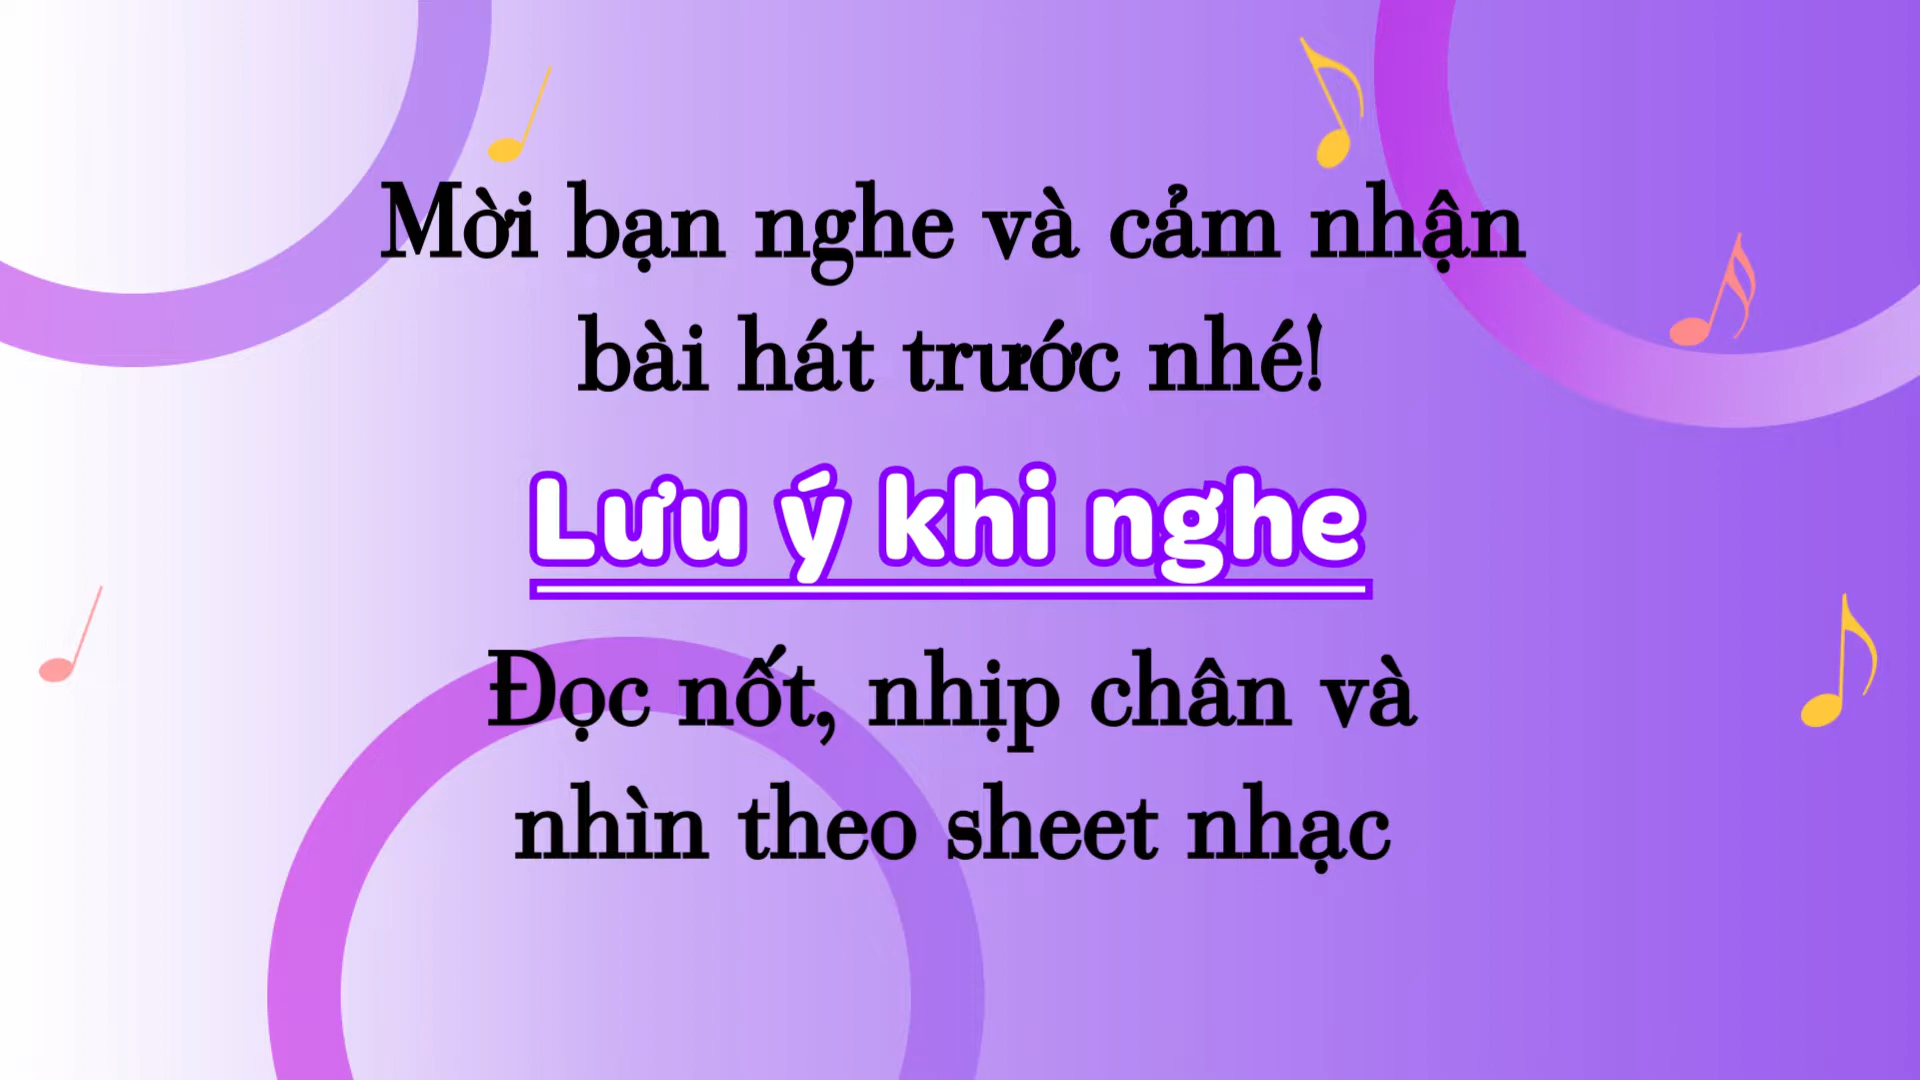 Mời bạn nghe và cảm nhận
bài hát trước nhé!
Lưu ý khi nghe
Đọc nốt, nhịp chân và
nhìn theo sheet nhạc